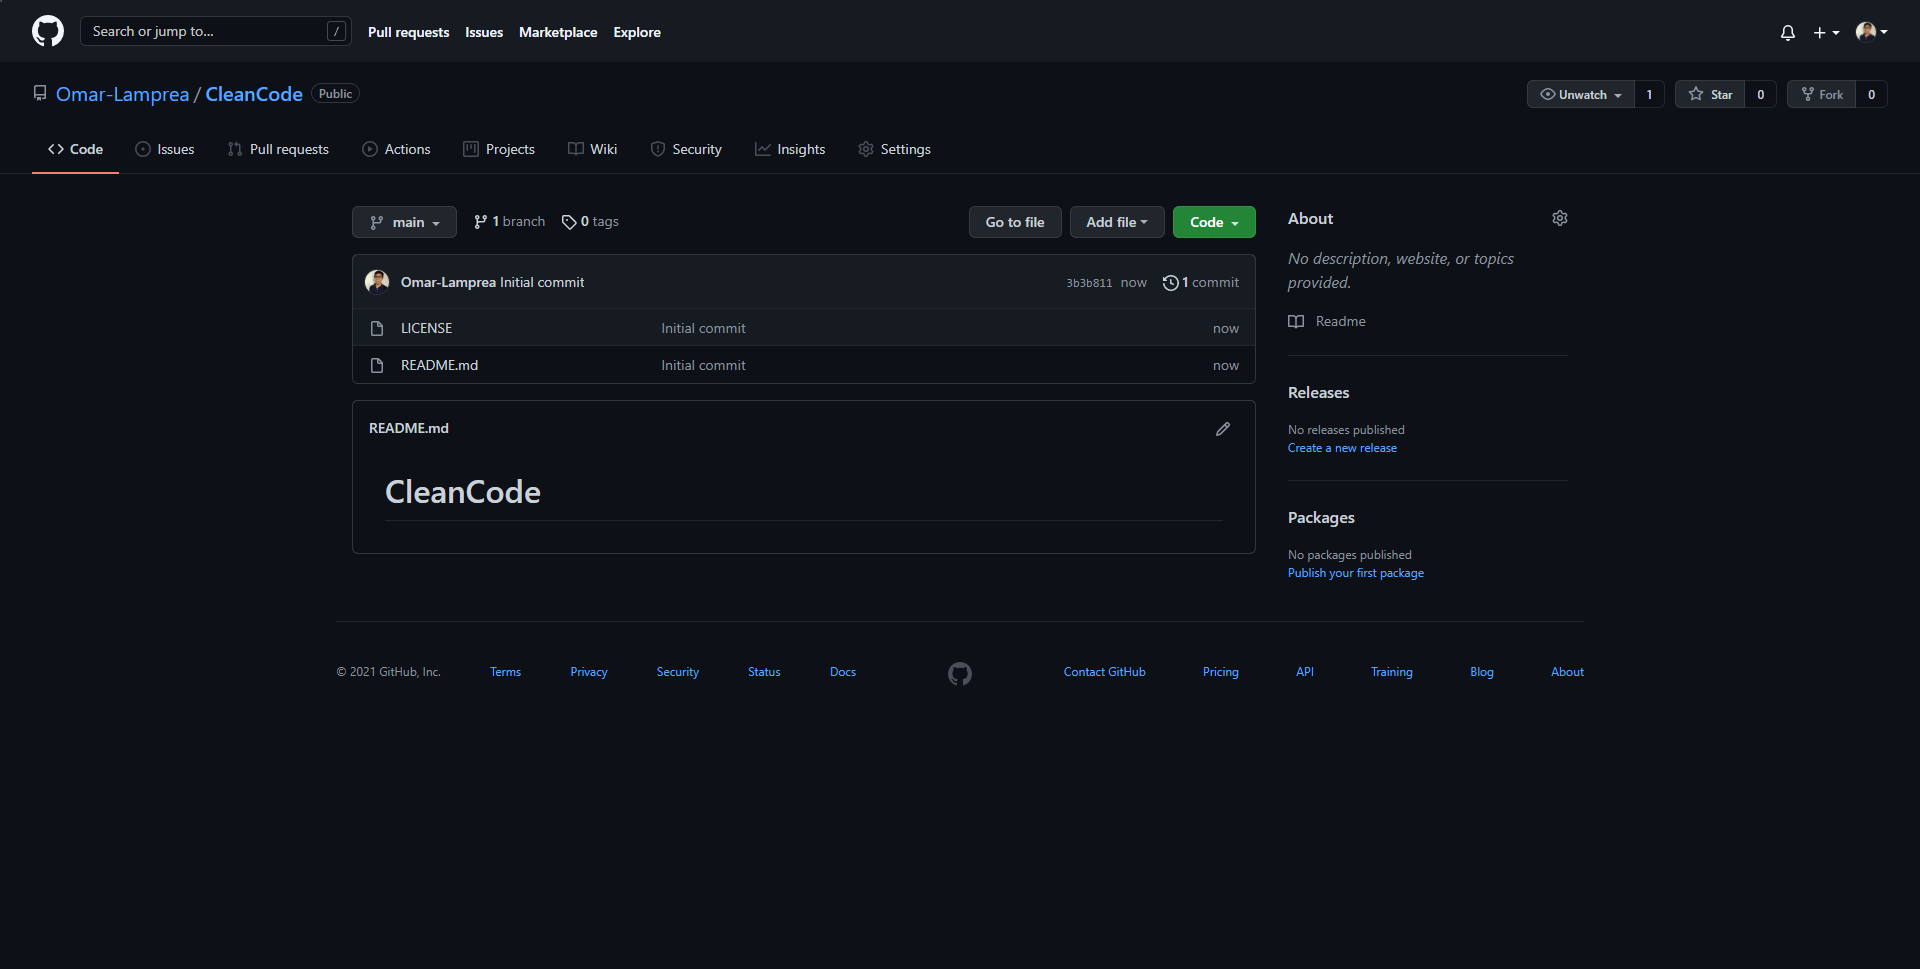 Search or jump to... /
Pull requests Issues Marketplace Explore
Omar-Lamprea / CleanCode Public
Unwatch 1 Star 0 Fork 0
Code Issues Pull requests Actions Projects Wiki Security Insights Settings
main 1 branch 0 tags
Go to file Add file Code
Omar-Lamprea Initial commit 3b3b811 now 1 commit
LICENSE Initial commit now
README.md Initial commit now
README.md
CleanCode
About
No description, website, or topics
provided.
Readme
Releases
No releases published
Create a new release
Packages
No packages published
Publish your first package
© 2021 GitHub, Inc. Terms Privacy Security Status Docs Contact GitHub Pricing API Training Blog About